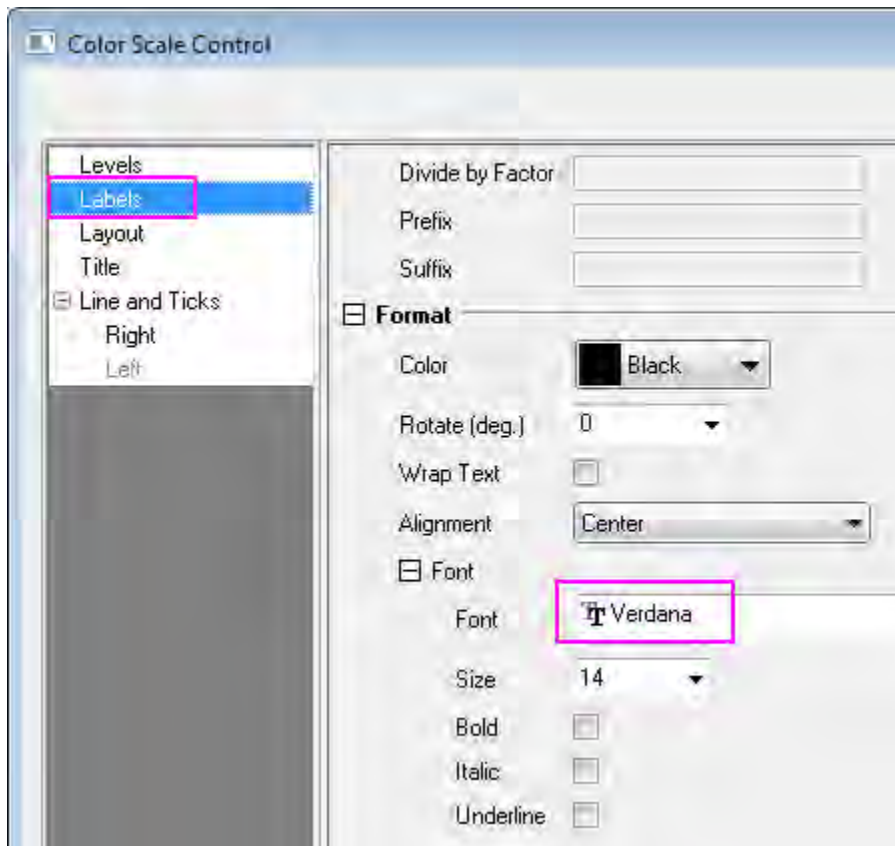 Color Scale Control
Levels
Labels
Layout
Title
Line and Ticks
Right
Left
Divide by Factor
Prefix
Suffix
Format
Color Black
Rotate (deg.) 0
Wrap Text
Alignment Center
Font
Font Verdana
Size 14
Bold
Italic
Underline